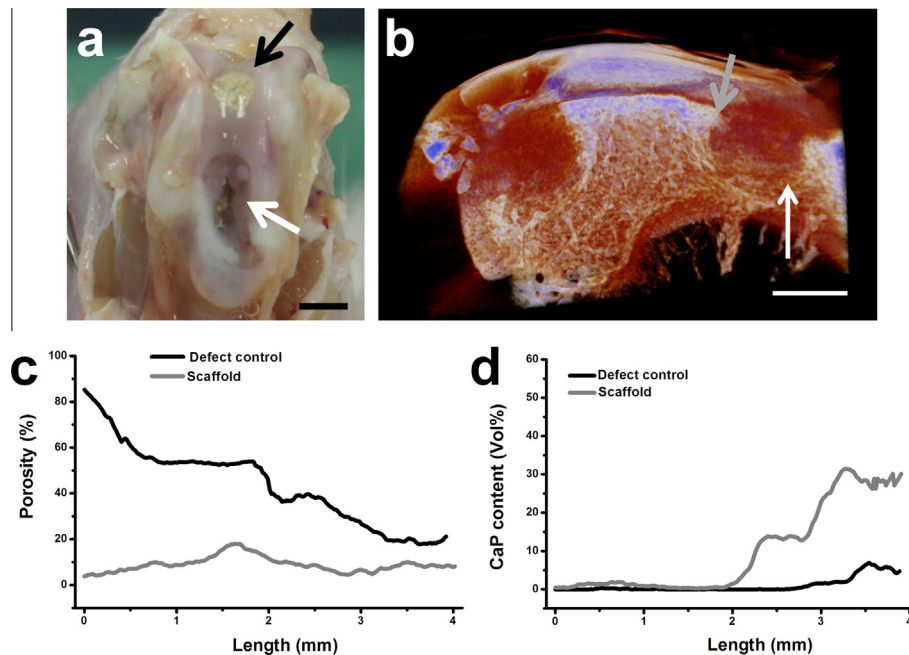 a
b
c
Defect control
Scaffold
Porosity (%)
100
80
60
40
20
0
0 1 2 3 4
Length (mm)
d
Defect control
Scaffold
CaP content (Vol%)
60
50
40
30
20
10
0
0 1 2 3 4
Length (mm)